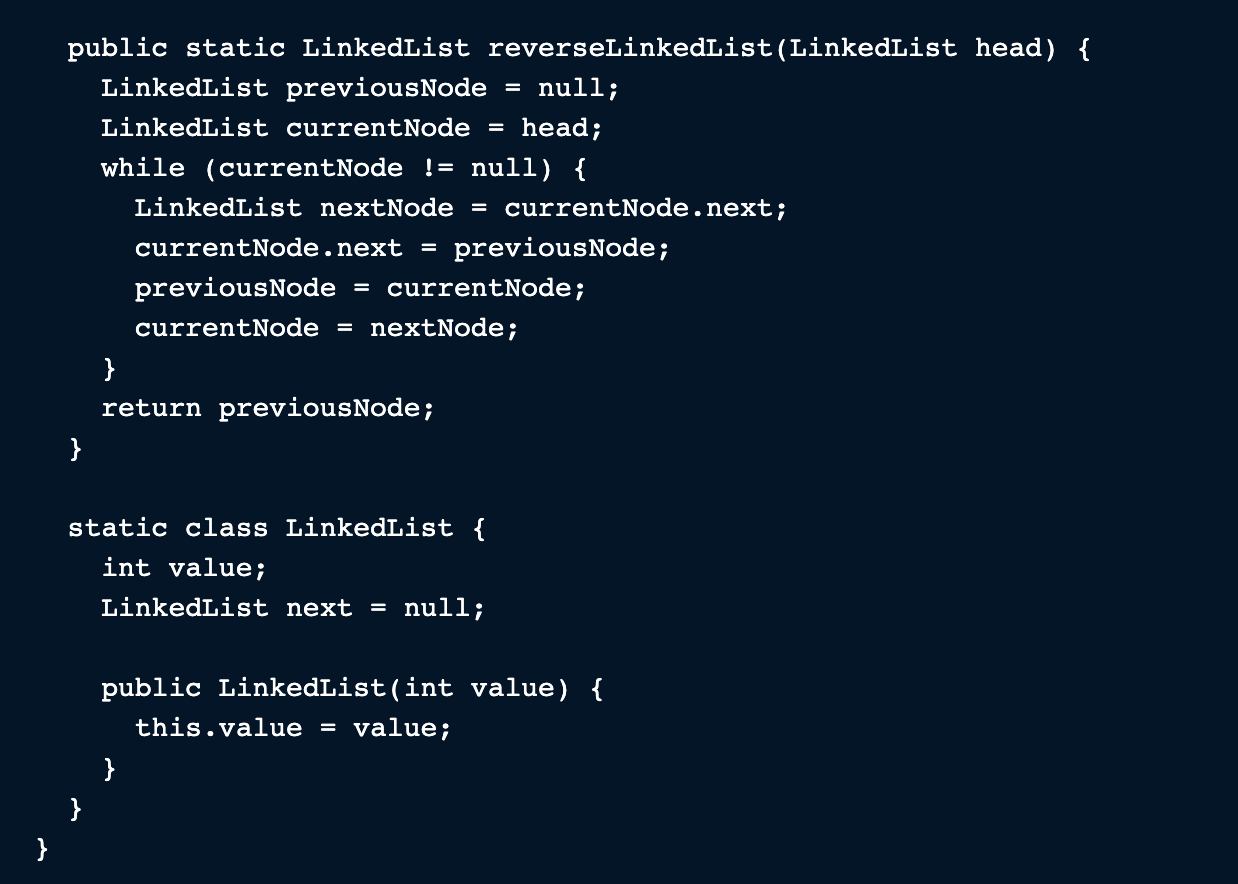 public static LinkedList reverseLinkedList(LinkedList head) {
LinkedList previousNode = null;
LinkedList currentNode = head;
while (currentNode != null) {
LinkedList nextNode = currentNode.next;
currentNode.next = previousNode;
previousNode = currentNode;
currentNode = nextNode;
}
return previousNode;
}
static class LinkedList {
int value;
LinkedList next = null;
public LinkedList(int value) {
this.value = value;
}
}
}